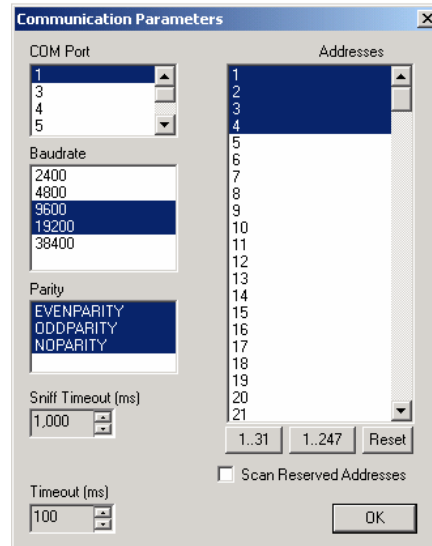 Communication Parameters
COM Port
1
3
4
5
Baudrate
2400
4800
9600
19200
38400
Parity
EVENPARITY
ODDPARITY
NOPARITY
Sniff Timeout (ms)
1,000
Timeout (ms)
100
Addresses
1
2
3
4
5
6
7
8
9
10
11
12
13
14
15
16
17
18
19
20
21
1..31 1..247 Reset
Scan Reserved Addresses
OK